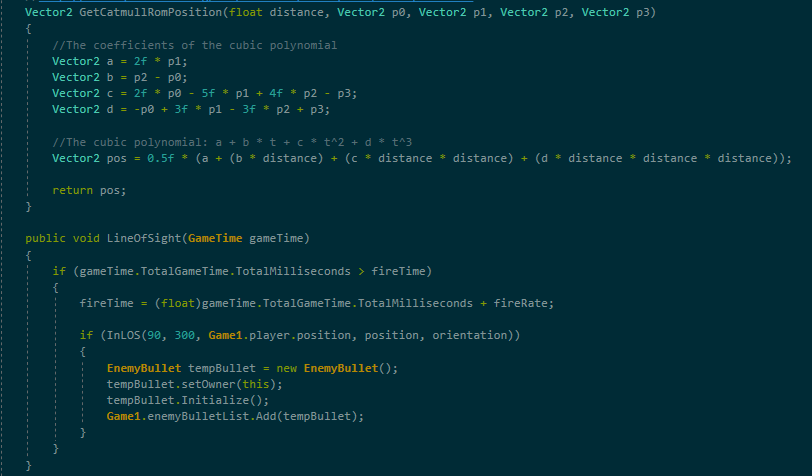 Vector2 GetCatmullRomPosition(float distance, Vector2 p0, Vector2 p1, Vector2 p2, Vector2 p3)
{
//The coefficients of the cubic polynomial
Vector2 a = 2f * p1;
Vector2 b = p2 - p0;
Vector2 c = 2f * p0 - 5f * p1 + 4f * p2 - p3;
Vector2 d = -p0 + 3f * p1 - 3f * p2 + p3;
//The cubic polynomial: a + b * t + c * t^2 + d * t^3
Vector2 pos = 0.5f * (a + (b * distance) + (c * distance * distance) + (d * distance * distance * distance));
return pos;
}
public void LineOfSight(GameTime gameTime)
{
if (gameTime.TotalGameTime.TotalMilliseconds > fireTime)
{
fireTime = (float)gameTime.TotalGameTime.TotalMilliseconds + fireRate;
if (InLOS(90, 300, Game1.player.position, position, orientation))
{
EnemyBullet tempBullet = new EnemyBullet();
tempBullet.setOwner(this);
tempBullet.Initialize();
Game1.enemyBulletList.Add(tempBullet);
}
}
}